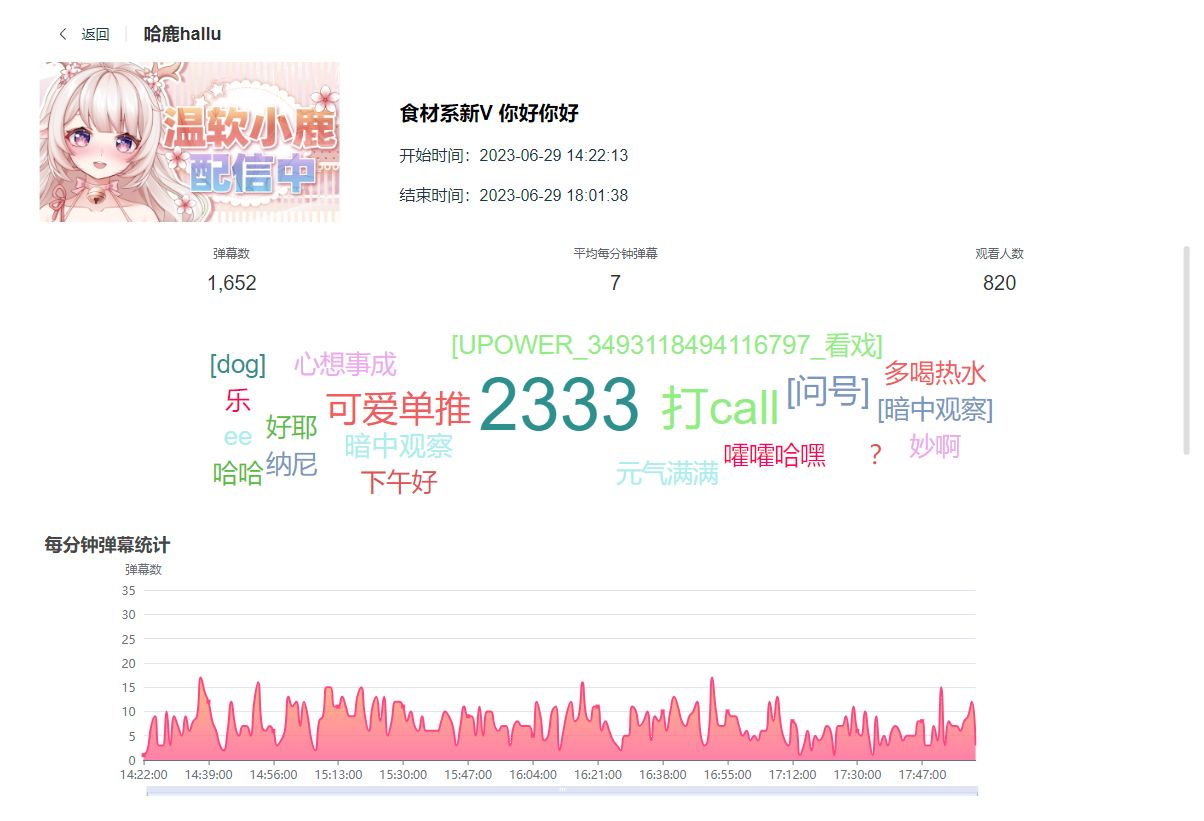 返回 哈鹿hallu
温软小鹿
配信中
食材系新V 你好你好
开始时间：2023-06-29 14:22:13
结束时间：2023-06-29 18:01:38
弹幕数 平均每分钟弹幕 观看人数
1,652 7 820
[UPOWER_3493118494116797_看戏]
[dog] 心想事成 多喝热水
乐 可爱单推 2333 打call [问号] [暗中观察]
ee 好耶 暗中观察 嚯嚯哈嘿 ? 妙啊
哈哈 纳尼 下午好 元气满满
每分钟弹幕统计
弹幕数
35
30
25
20
15
10
5
0
14:22:00 14:39:00 14:56:00 15:13:00 15:30:00 15:47:00 16:04:00 16:21:00 16:38:00 16:55:00 17:12:00 17:30:00 17:47:00